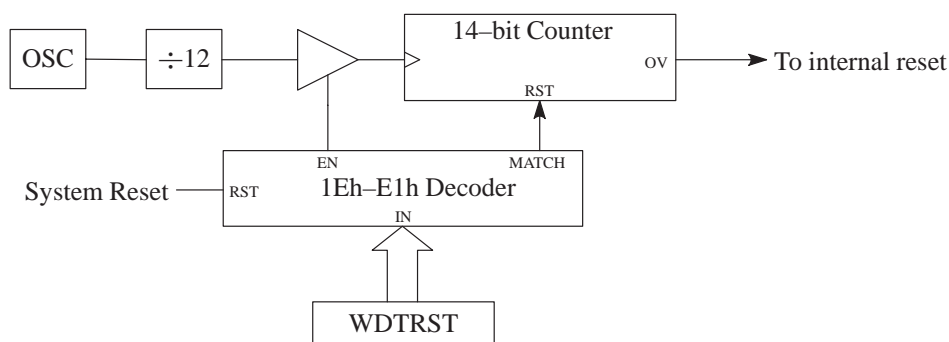 14–bit Counter
OSC
÷12
OV
To internal reset
RST
EN
MATCH
System Reset
RST
1Eh–E1h Decoder
IN
WDTRST